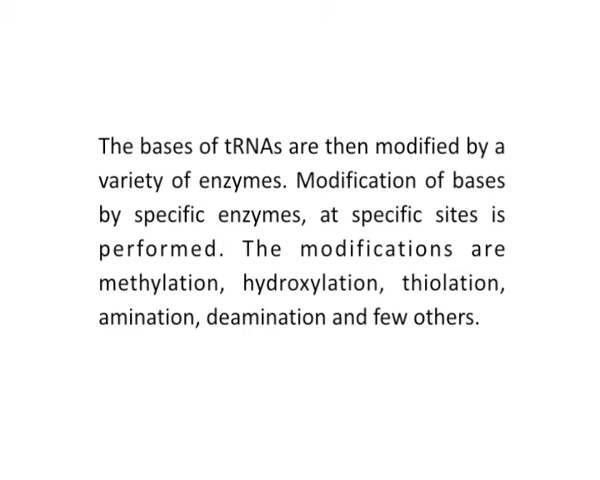 The bases of tRNAs are then modified by a
variety of enzymes. Modification of bases
by specific enzymes, at specific sites is
performed. The modifications are
methylation, hydroxylation, thiolation,
amination, deamination and few others.